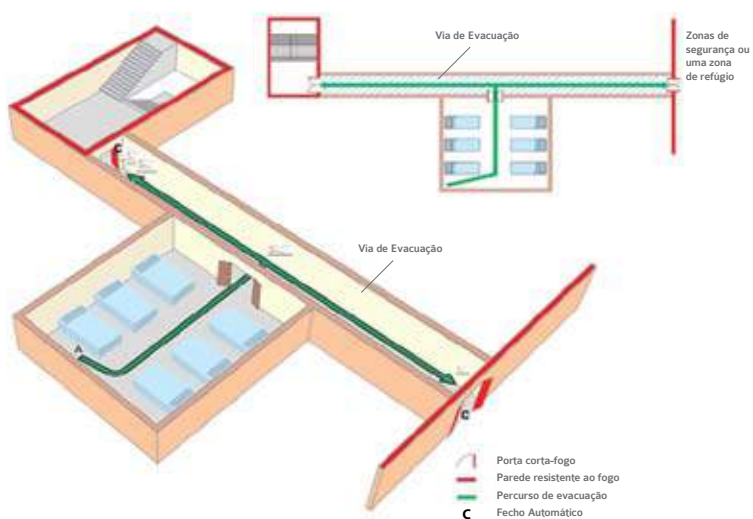 Via de Evacuação
Zonas de
segurança ou
uma zona
de refúgio
C
Via de Evacuação
A
C
Porta corta-fogo
Parede resistente ao fogo
Percurso de evacuação
C Fecho Automático